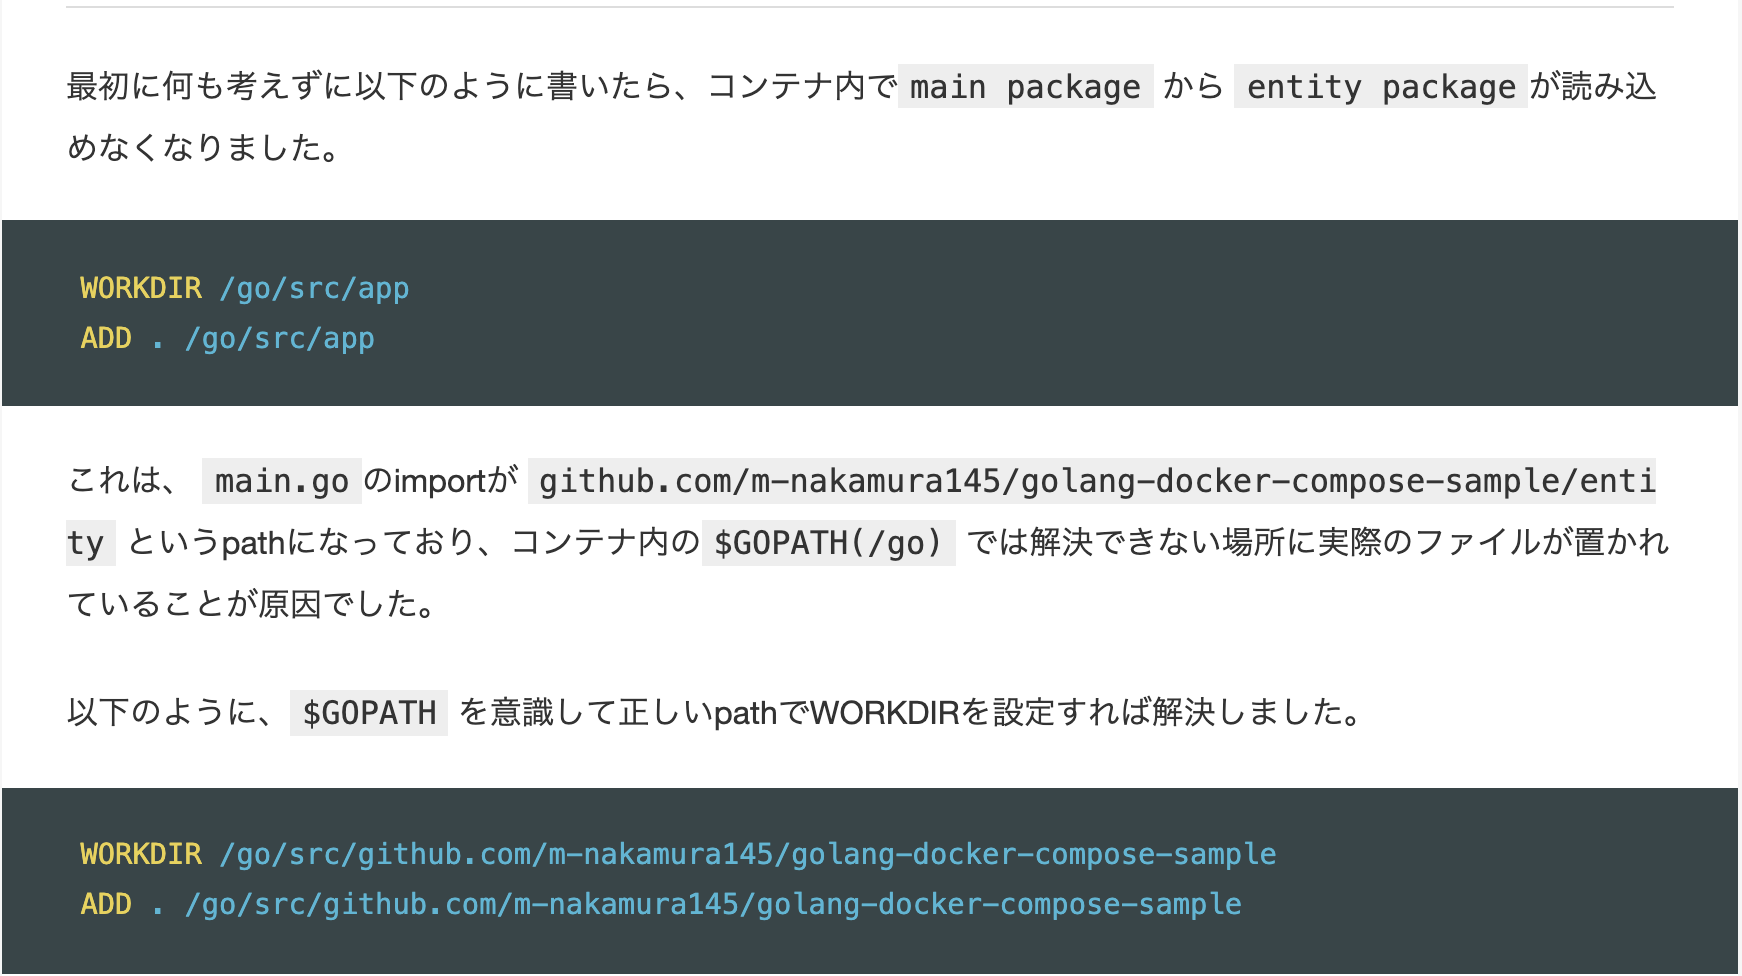 最初に何も考えずに以下のように書いたら、コンテナ内で main package から entity package が読み込
めなくなりました。
WORKDIR /go/src/app
ADD . /go/src/app
これは、 main.go のimportが github.com/m-nakamura145/golang-docker-compose-sample/enti
ty というpathになっており、コンテナ内の $GOPATH(/go) では解決できない場所に実際のファイルが置かれ
ていることが原因でした。
以下のように、 $GOPATH を意識して正しいpathでWORKDIRを設定すれば解決しました。
WORKDIR /go/src/github.com/m-nakamura145/golang-docker-compose-sample
ADD . /go/src/github.com/m-nakamura145/golang-docker-compose-sample